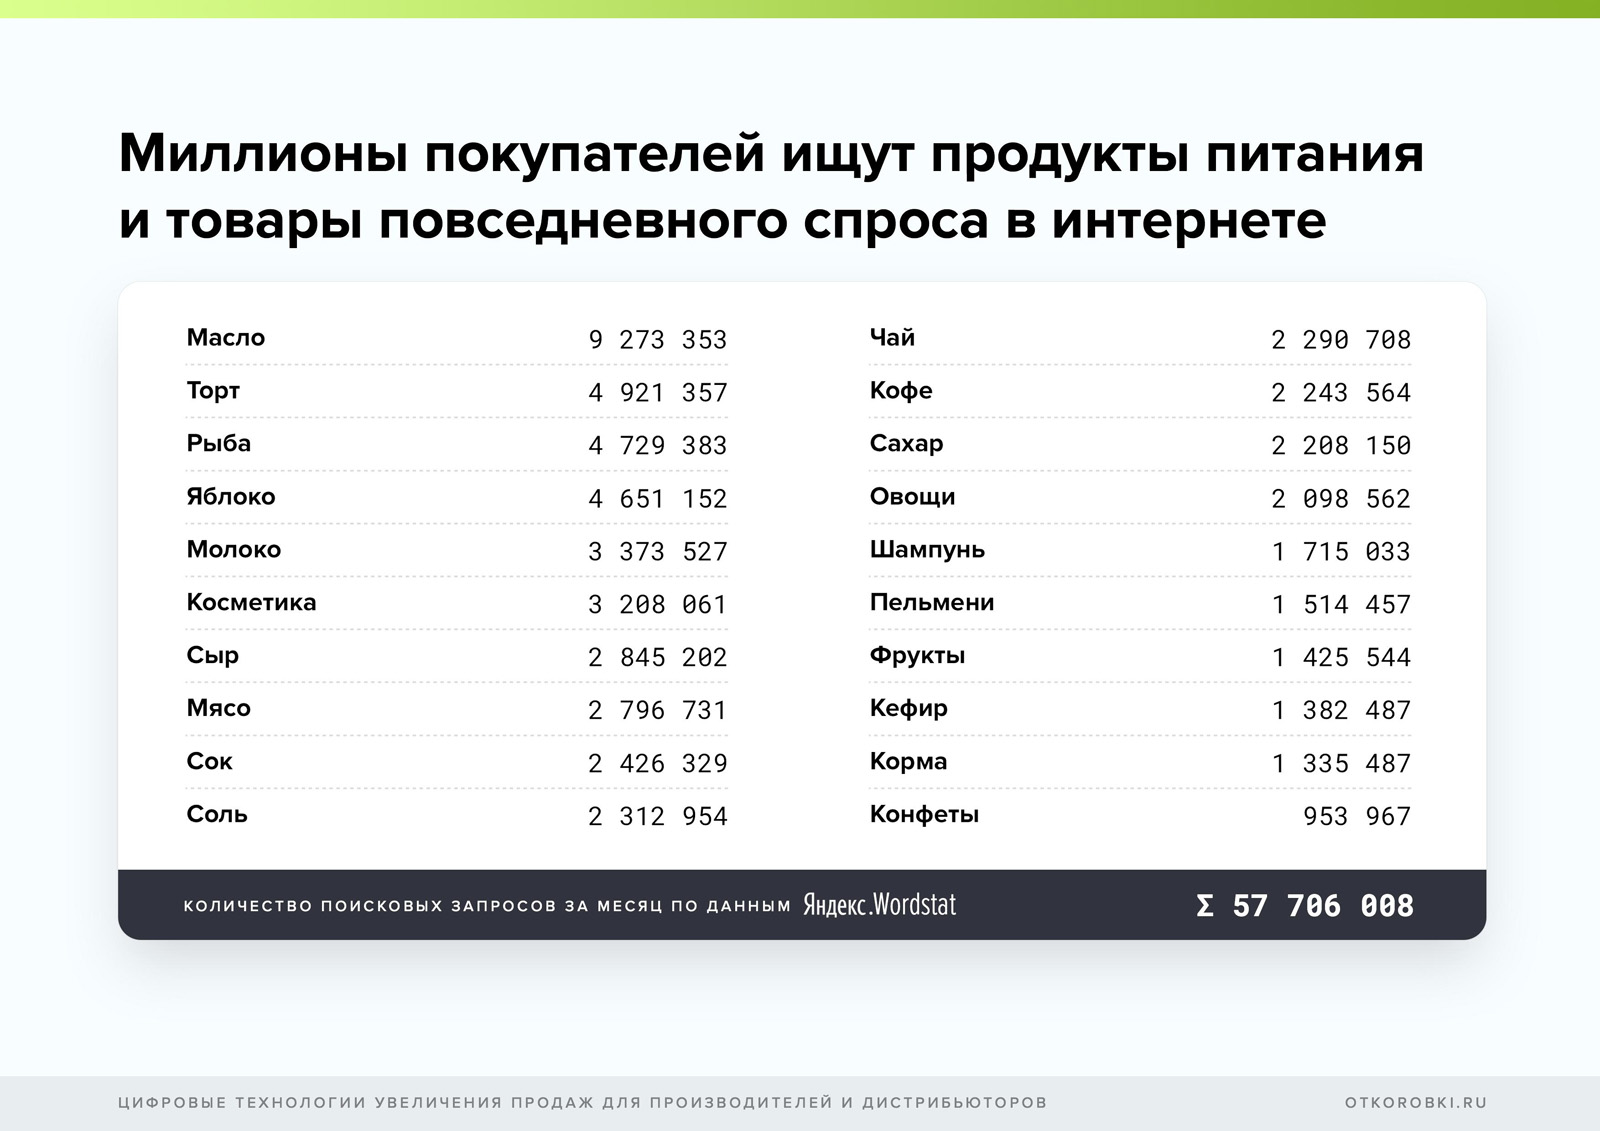 Миллионы покупателей ищут продукты питания
и товары повседневного спроса в интернете
Масло 9 273 353
Торт 4 921 357
Рыба 4 729 383
Яблоко 4 651 152
Молоко 3 373 527
Косметика 3 208 061
Сыр 2 845 202
Мясо 2 796 731
Сок 2 426 329
Соль 2 312 954
Чай 2 290 708
Кофе 2 243 564
Сахар 2 208 150
Овощи 2 098 562
Шампунь 1 715 033
Пельмени 1 514 457
Фрукты 1 425 544
Кефир 1 382 487
Корма 1 335 487
Конфеты 953 967
КОЛИЧЕСТВО ПОИСКОВЫХ ЗАПРОСОВ ЗА МЕСЯЦ ПО ДАННЫМ Яндекс.Wordstat Σ 57 706 008
ЦИФРОВЫЕ ТЕХНОЛОГИИ УВЕЛИЧЕНИЯ ПРОДАЖ ДЛЯ ПРОИЗВОДИТЕЛЕЙ И ДИСТРИБЬЮТОРОВ OTKOROBKI.RU